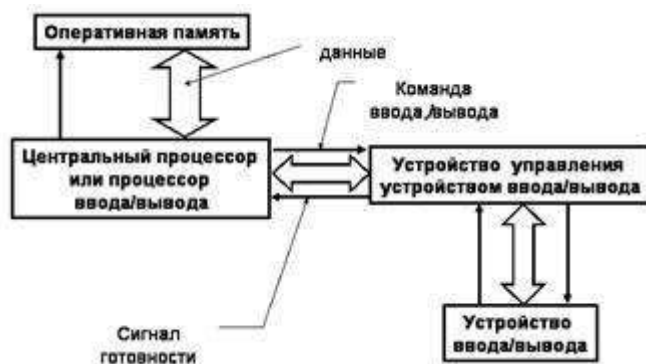 Оперативная память
данные
Команда
ввода/вывода
Центральный процессор
или процессор
ввода/вывода
Устройство управления
устройством ввода/вывода
Сигнал
готовности
Устройство
ввода/вывода